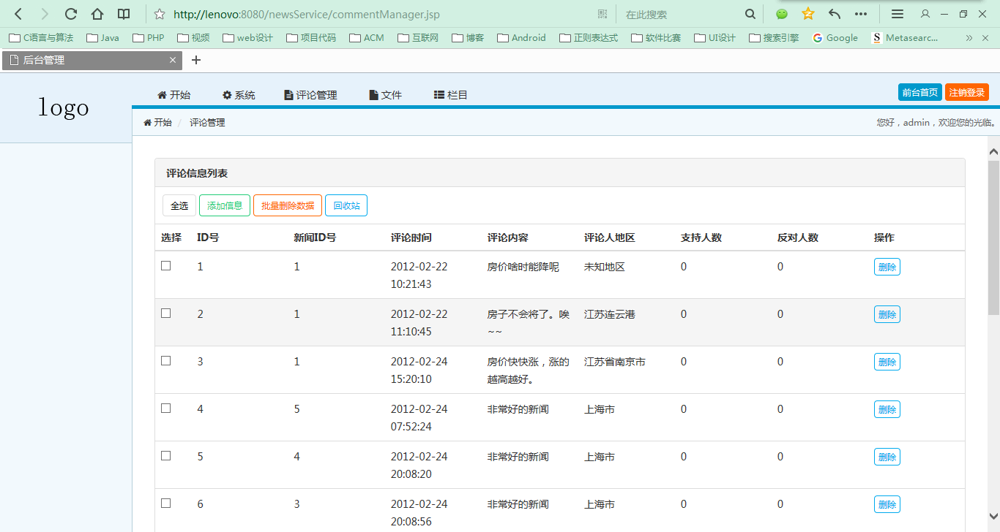 http://lenovo:8080/newsService/commentManager.jsp 在此搜索
C语言与算法 Java PHP 视频 web设计 项目代码 ACM 互联网 博客 Android 正则表达式 软件比赛 UI设计 搜索引擎 Google Metasearc...
后台管理
logo
开始 系统 评论管理 文件 栏目 前台首页 注销登录
开始 / 评论管理 您好，admin，欢迎您的光临。
评论信息列表
全选 添加信息 批量删除数据 回收站
选择 ID号 新闻ID号 评论时间 评论内容 评论人地区 支持人数 反对人数 操作
1 1 2012-02-22 房价啥时能降呢 未知地区 0 0 删除
10:21:43
2 1 2012-02-22 房子不会将了。唉 江苏连云港 0 0 删除
11:10:45 ~~
3 1 2012-02-24 房价快快涨，涨的 江苏省南京市 0 0 删除
15:20:10 越高越好。
4 5 2012-02-24 非常好的新闻 上海市 0 0 删除
07:52:24
5 4 2012-02-24 非常好的新闻 上海市 0 0 删除
20:08:20
6 3 2012-02-24 非常好的新闻 上海市 0 0 删除
20:08:56